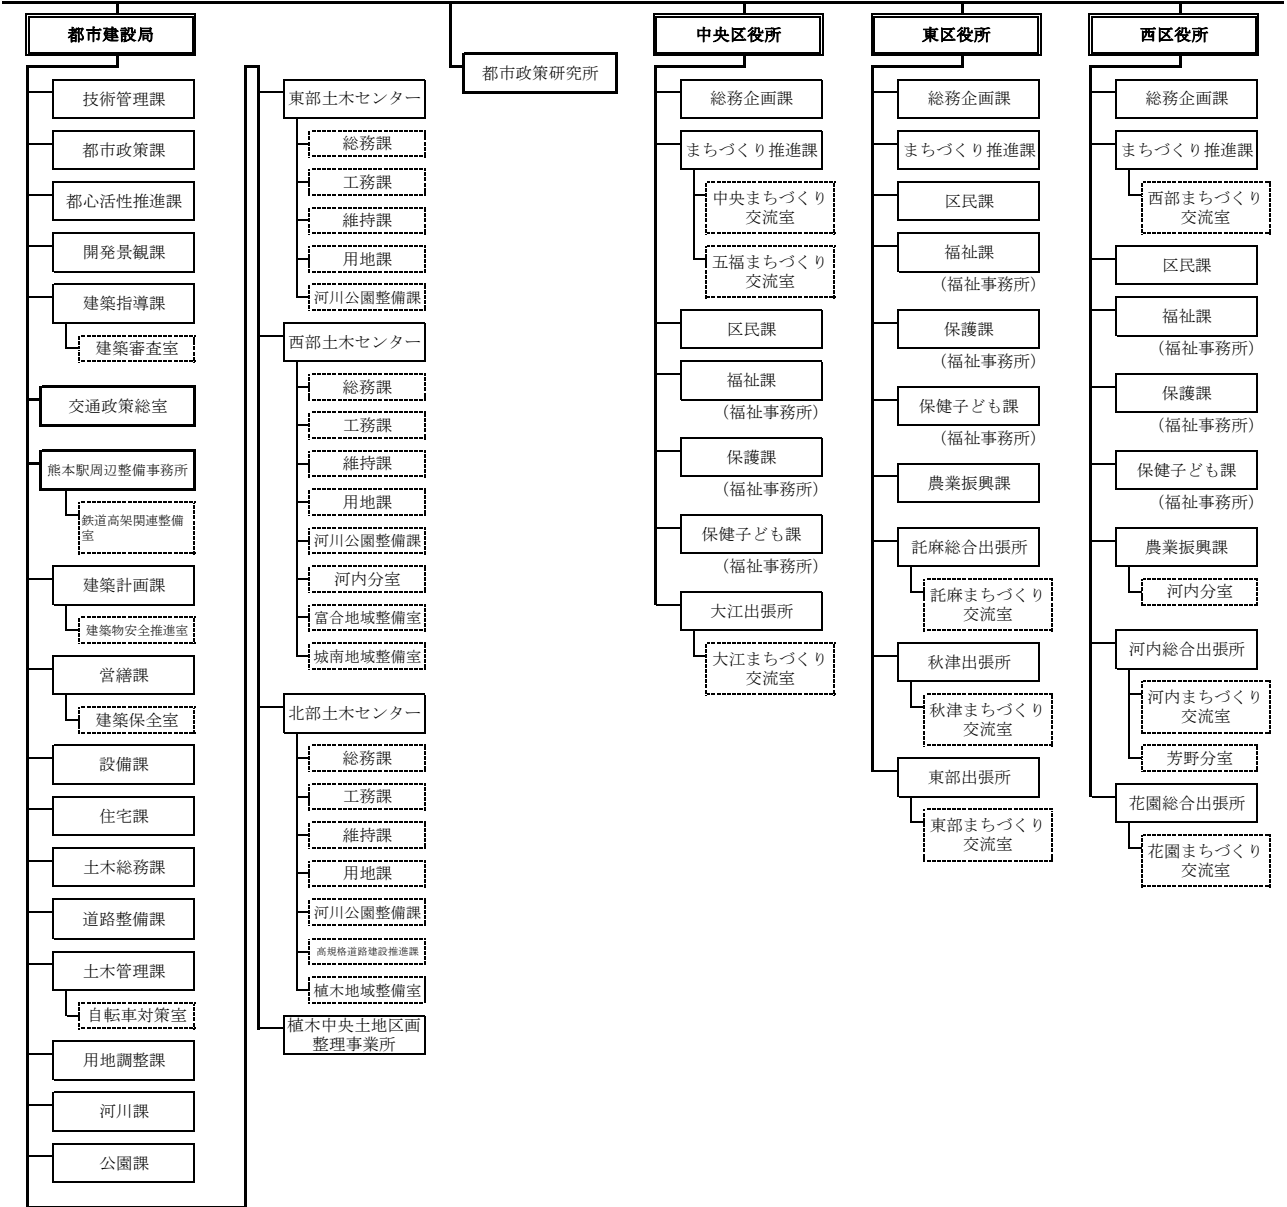 都市建設局
技術管理課
都市政策課
都心活性推進課
開発景観課
建築指導課
建築審査室
交通政策総室
熊本駅周辺整備事務所
鉄道高架関連整備
室
建築計画課
建築物安全推進室
営繕課
建築保全室
設備課
住宅課
土木総務課
道路整備課
土木管理課
自転車対策室
用地調整課
河川課
公園課
東部土木センター
総務課
工務課
維持課
用地課
河川公園整備課
西部土木センター
総務課
工務課
維持課
用地課
河川公園整備課
河内分室
富合地域整備室
城南地域整備室
北部土木センター
総務課
工務課
維持課
用地課
河川公園整備課
高規格道路建設推進課
植木地域整備室
植木中央土地区画
整理事業所
都市政策研究所
中央区役所
総務企画課
まちづくり推進課
中央まちづくり
交流室
五福まちづくり
交流室
区民課
福祉課
(福祉事務所)
保護課
(福祉事務所)
保健子ども課
(福祉事務所)
大江出張所
大江まちづくり
交流室
東区役所
総務企画課
まちづくり推進課
区民課
福祉課
(福祉事務所)
保護課
(福祉事務所)
保健子ども課
(福祉事務所)
農業振興課
託麻総合出張所
託麻まちづくり
交流室
秋津出張所
秋津まちづくり
交流室
東部出張所
東部まちづくり
交流室
西区役所
総務企画課
まちづくり推進課
西部まちづくり
交流室
区民課
福祉課
(福祉事務所)
保護課
(福祉事務所)
保健子ども課
(福祉事務所)
農業振興課
河内分室
河内総合出張所
河内まちづくり
交流室
芳野分室
花園総合出張所
花園まちづくり
交流室